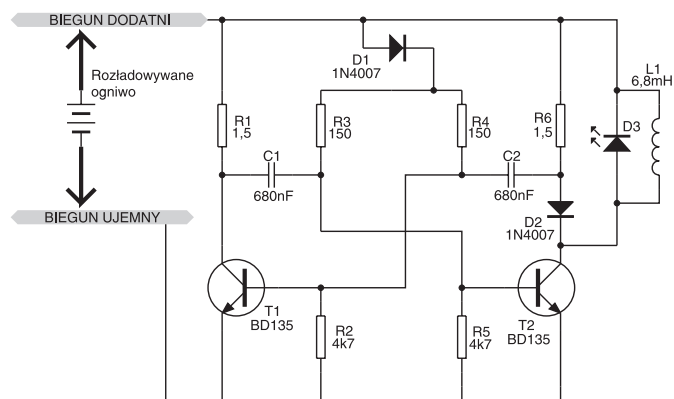 BIEGUN DODATNI
Rozładowywane
ogniwo
BIEGUN UJEMNY
D1
1N4007
R1
1,5
R3
150
R4
150
R6
1,5
D3
L1
6,8mH
C1
680nF
C2
680nF
D2
1N4007
T1
BD135
R2
4k7
R5
4k7
T2
BD135